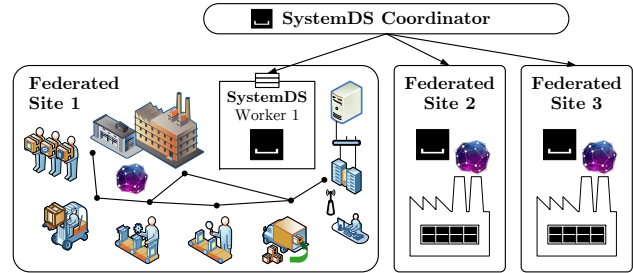 SystemDS Coordinator
Federated
Site 1
SystemDS
Worker 1
Federated
Site 2
Federated
Site 3